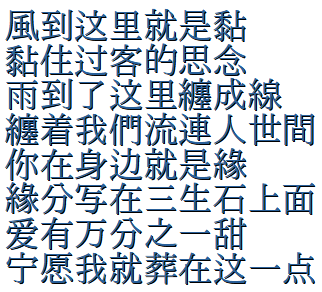 風到这里就是黏
黏住过客的思念
雨到了这里纏成線
纏着我們流連人世間
你在身边就是緣
緣分写在三生石上面
爱有万分之一甜
宁愿我就葬在这一点